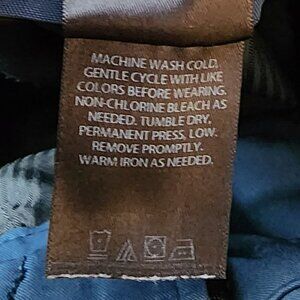 MACHINE WASH COLD,
GENTLE CYCLE WITH LIKE
COLORS BEFORE WEARING.
NON-CHLORINE BLEACH AS
NEEDED. TUMBLE DRY,
PERMANENT PRESS, LOW.
REMOVE PROMPTLY.
WARM IRON AS NEEDED.